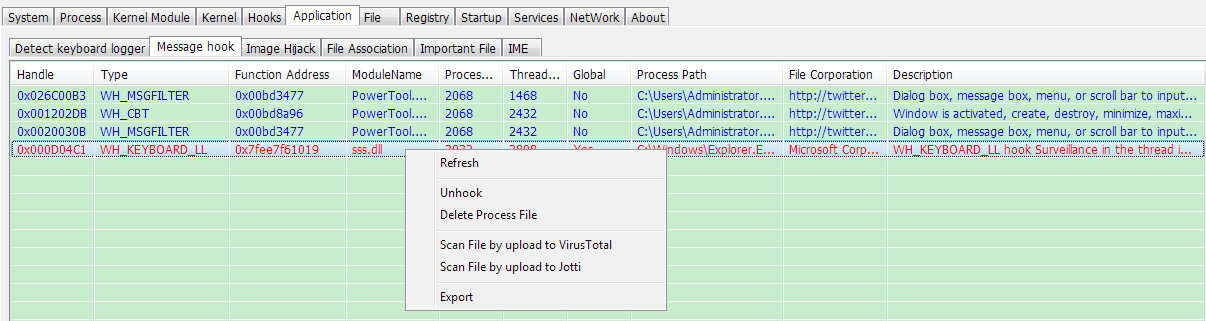 System Process Kernel Module Kernel Hooks Application File Registry Startup Services NetWork About
Detect keyboard logger Message hook Image Hijack File Association Important File IME
Handle Type Function Address ModuleName Proces... Thread... Global Process Path File Corporation Description
0x026C00B3 WH_MSGFILTER 0x00bd3477 PowerTool.... 2068 1468 No C:\Users\Administrator.... http://twitter... Dialog box, message box, menu, or scroll bar to input...
0x001202DB WH_CBT 0x00bd8a96 PowerTool.... 2068 2432 No C:\Users\Administrator.... http://twitter... Window is activated, create, destroy, minimize, maxi...
0x0020030B WH_MSGFILTER 0x00bd3477 PowerTool.... 2068 2432 No C:\Users\Administrator.... http://twitter... Dialog box, message box, menu, or scroll bar to input...
0x000D04C1 WH_KEYBOARD_LL 0x7fee7f61019 sss.dll Yes C:\Windows\Explorer.E... Microsoft Corp... WH_KEYBOARD_LL hook Surveillance in the thread i...
Refresh
Unhook
Delete Process File
Scan File by upload to VirusTotal
Scan File by upload to Jotti
Export